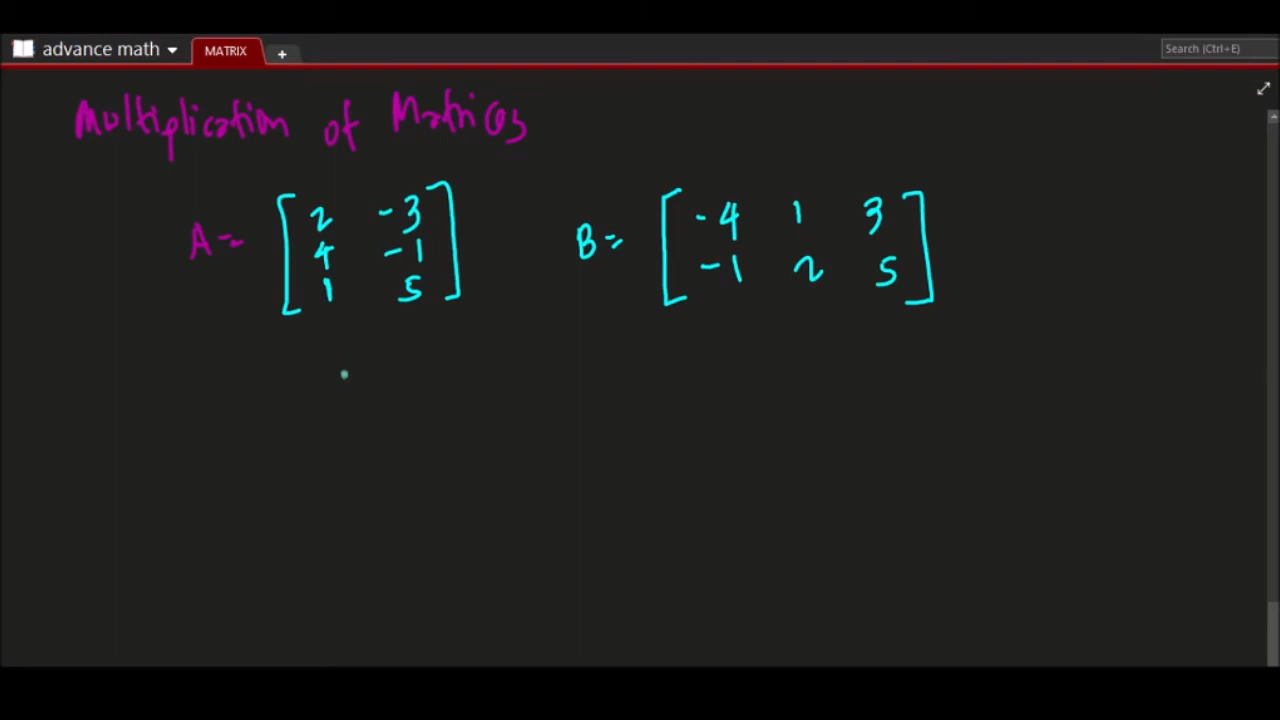 advance math MATRIX + Search (Ctrl+E)
Multiplication of Matrices
A = [ 2 -3 B = [ -4 1 3
4 -1 -1 2 5 ]
1 5 ]